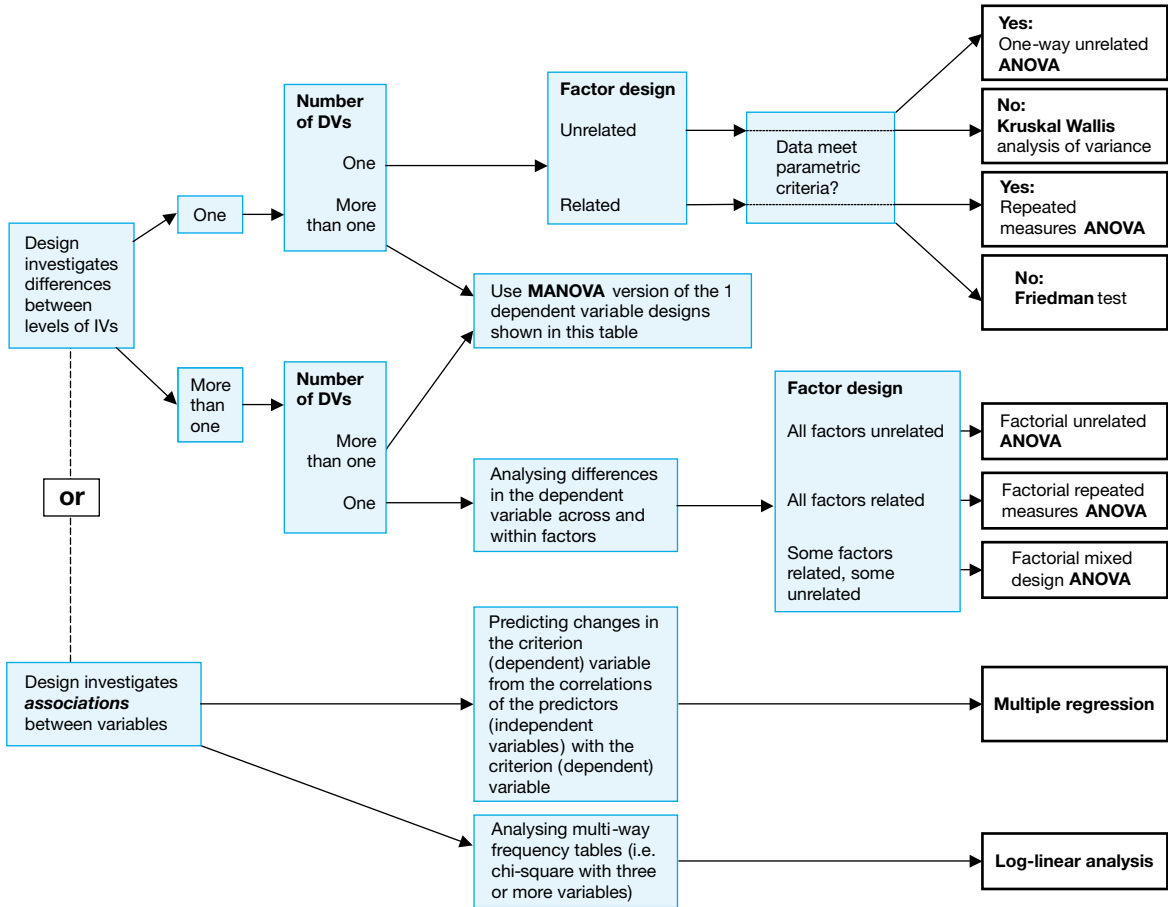 Design
investigates
differences
between
levels of IVs
One
Number
of DVs
One
More
than one
Factor design
Unrelated
Related
Data meet
parametric
criteria?
Yes:
One-way unrelated
ANOVA
No:
Kruskal Wallis
analysis of variance
Yes:
Repeated
measures ANOVA
No:
Friedman test
Use MANOVA version of the 1
dependent variable designs
shown in this table
More
than
one
Number
of DVs
More
than one
One
Analysing differences
in the dependent
variable across and
within factors
Factor design
All factors unrelated
All factors related
Some factors
related, some
unrelated
Factorial unrelated
ANOVA
Factorial repeated
measures ANOVA
Factorial mixed
design ANOVA
or
Design investigates
associations
between variables
Predicting changes in
the criterion
(dependent) variable
from the correlations
of the predictors
(independent
variables) with the
criterion (dependent)
variable
Multiple regression
Analysing multi-way
frequency tables (i.e.
chi-square with three
or more variables)
Log-linear analysis